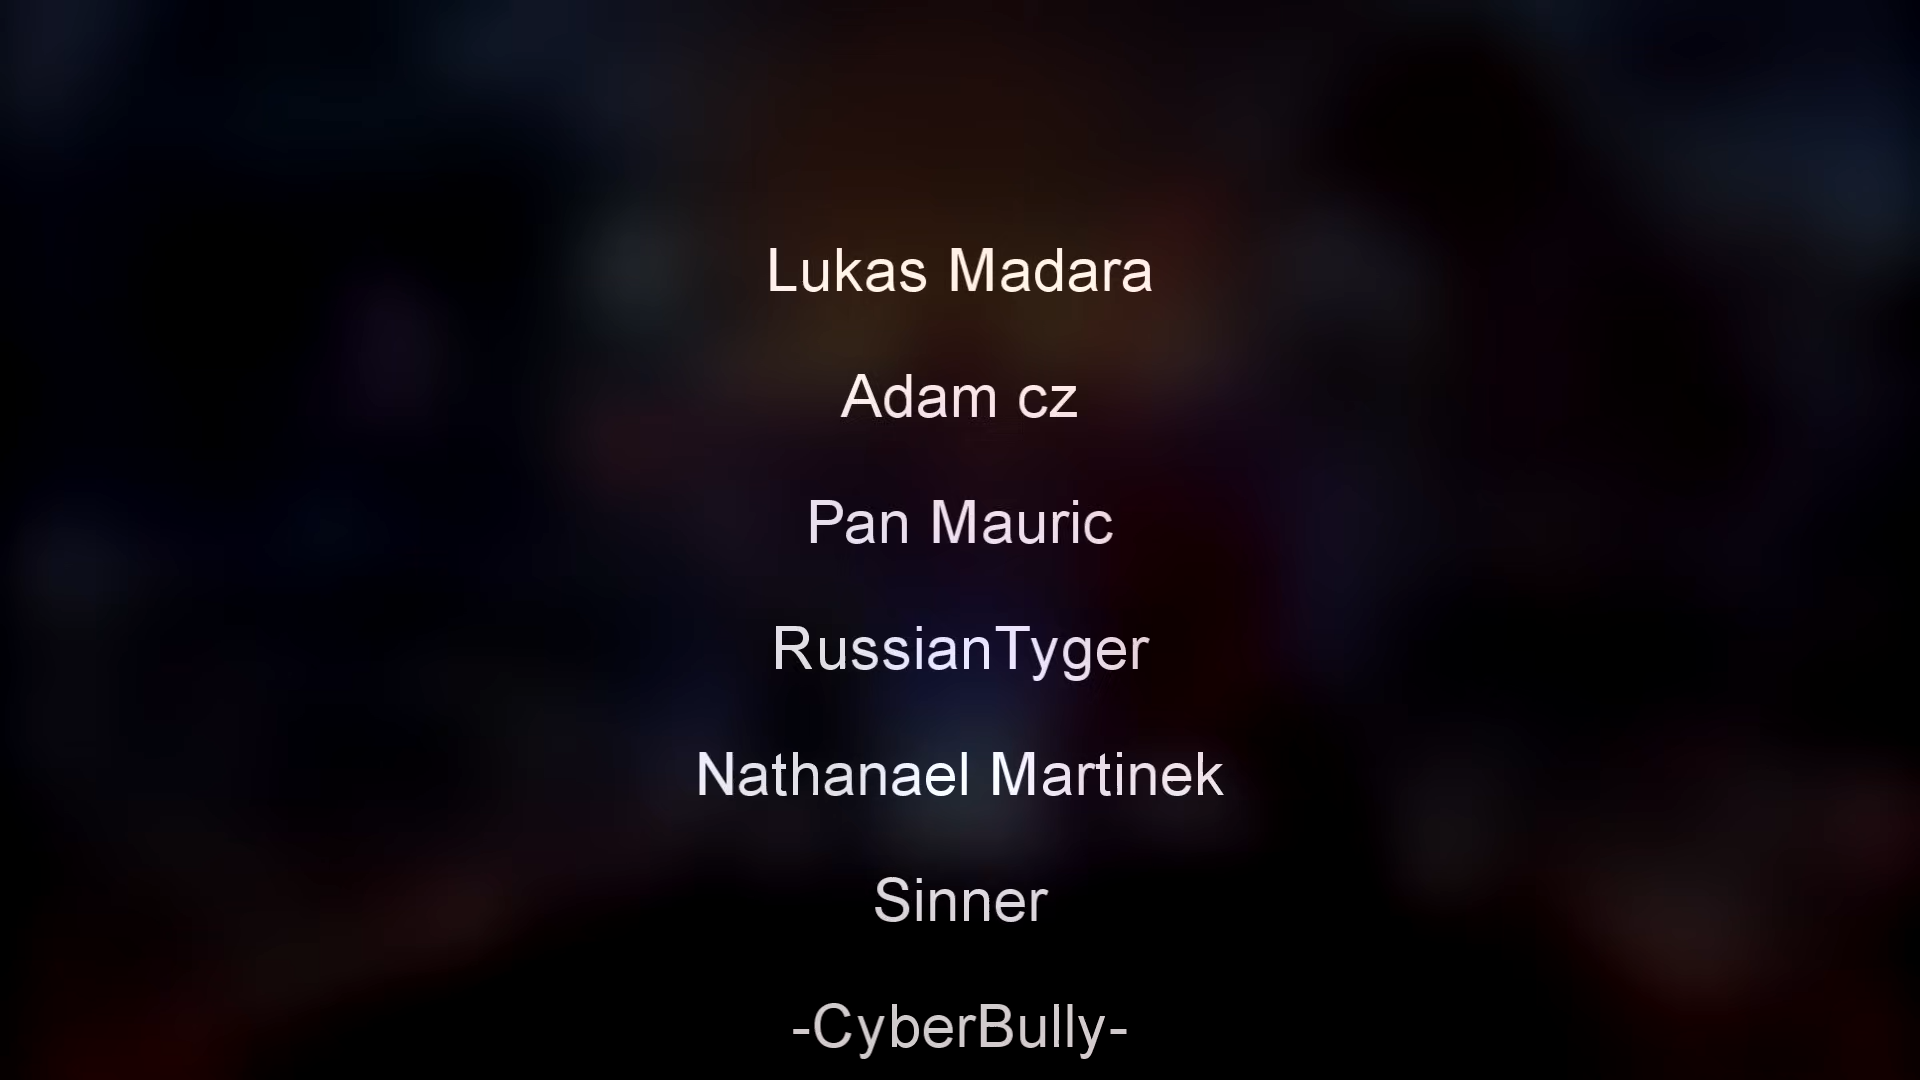 Lukas Madara
Adam cz
Pan Mauric
RussianTyger
Nathanael Martinek
Sinner
-CyberBully-